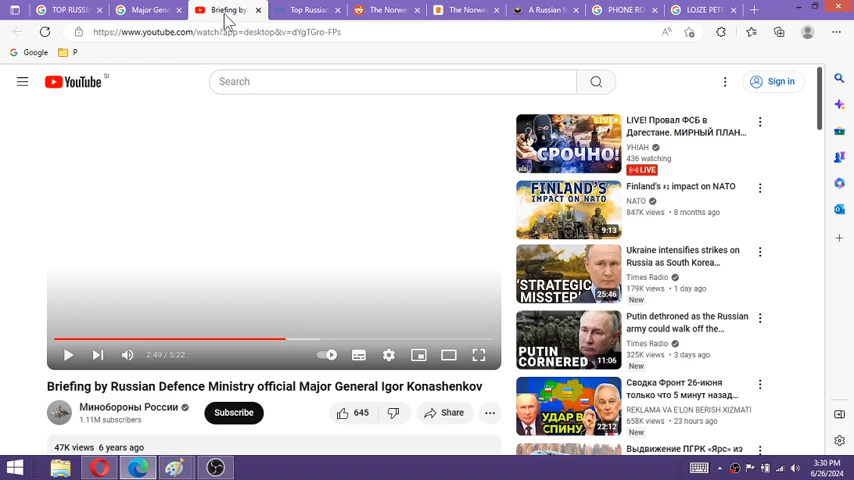 TOP RUSSI
Major Gen
Briefing by
Top Russian
The Norwe
The Norwe
A Russian M
PHONE RO
LOJZE PETE
https://www.youtube.com/watch?app=desktop&v=dYgTGro-FPs
Google
P
YouTube SI
Search
Sign in
LIVE
СРОЧНО!
LIVE! Провал ФСБ в
Дагестане. МИРНЫЙ ПЛАН...
УНІАН
436 watching
LIVE
FINLAND'S
IMPACT ON NATO
9:13
Finland's #1 impact on NATO
NATO
847K views • 8 months ago
'STRATEGIC
MISSTEP'
25:46
Ukraine intensifies strikes on
Russia as South Korea...
Times Radio
179K views • 1 day ago
New
PUTIN
CORNERED
11:06
Putin dethroned as the Russian
army could walk off the...
Times Radio
325K views • 3 days ago
New
УДАР В
СПИНУ
22:12
Сводка Фронт 26-июня
только что 5 минут назад...
REKLAMA VA E'LON BERISH XIZMATI
658K views • 23 hours ago
New
Выдвижение ПГРК «Ярс» из
2:49 / 5:22
Briefing by Russian Defence Ministry official Major General Igor Konashenkov
Минобороны России
1.11M subscribers
Subscribe
645
Share
47K views 6 years ago
3:30 PM
6/26/2024